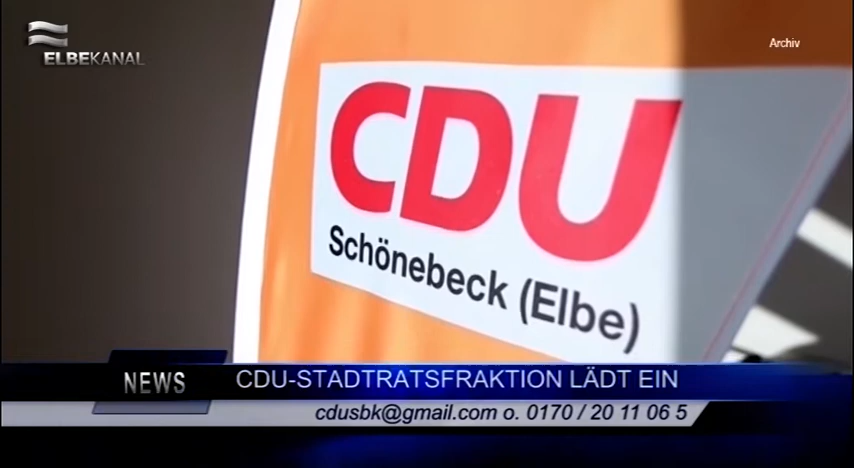 ELBEKANAL
Archiv
CDU
Schönebeck (Elbe)
NEWS
CDU-STADTRATSFRAKTION LÄDT EIN
cdusbk@gmail.com o. 0170 / 20 11 06 5